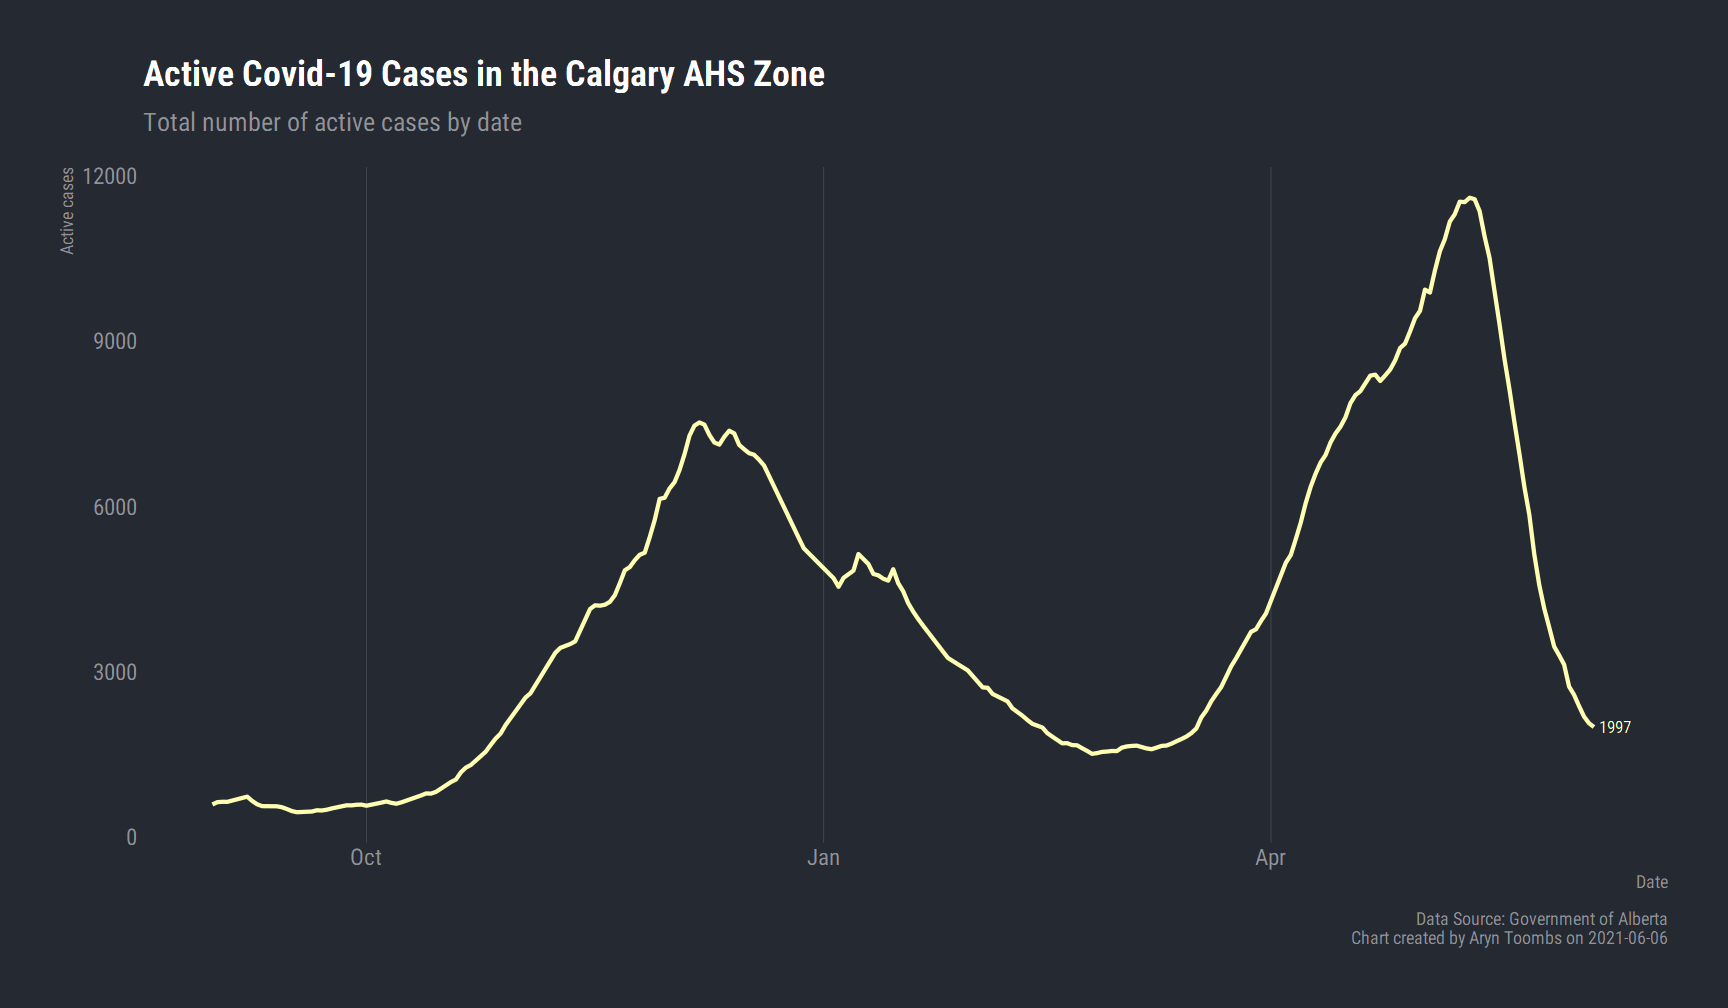 Active Covid-19 Cases in the Calgary AHS Zone
Total number of active cases by date
Active cases
12000
9000
6000
3000
0
1997
Oct
Jan
Apr
Date
Data Source: Government of Alberta
Chart created by Aryn Toombs on 2021-06-06